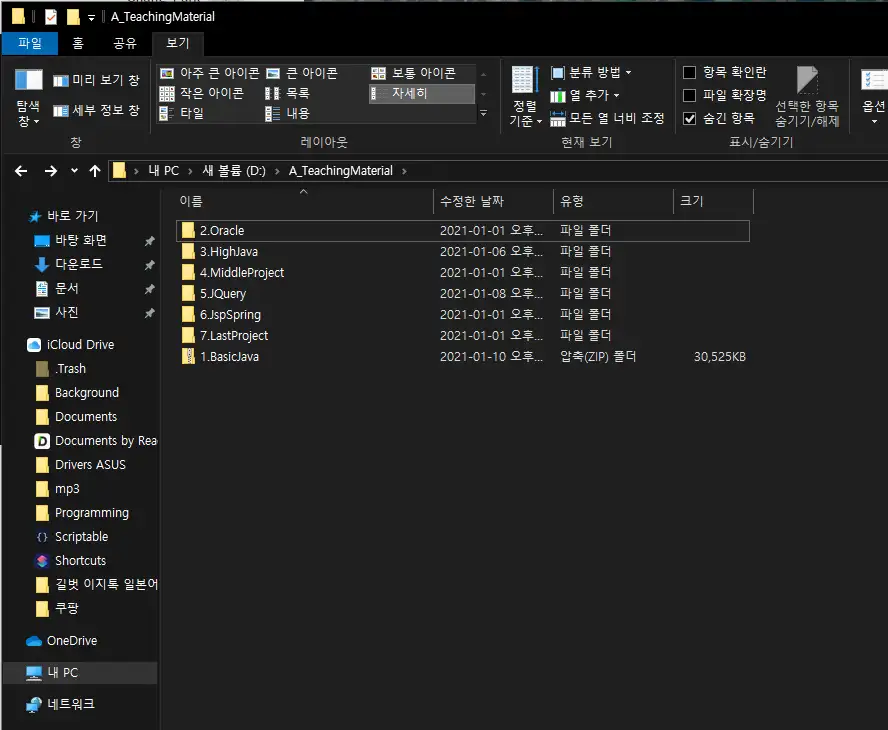 A_TeachingMaterial
파일 홈 공유 보기
탐색 창
미리 보기 창
세부 정보 창
창
아주 큰 아이콘 큰 아이콘 보통 아이콘
작은 아이콘 목록 자세히
타일 내용
레이아웃
정렬 기준
분류 방법
열 추가
모든 열 너비 조정
현재 보기
항목 확인란
파일 확장명
숨긴 항목
선택한 항목 숨기기/해제
표시/숨기기
옵션
내 PC 새 볼륨 (D:) A_TeachingMaterial
이름 수정한 날짜 유형 크기
2.Oracle 2021-01-01 오후... 파일 폴더
3.HighJava 2021-01-06 오후... 파일 폴더
4.MiddleProject 2021-01-01 오후... 파일 폴더
5.JQuery 2021-01-08 오후... 파일 폴더
6.JspSpring 2021-01-01 오후... 파일 폴더
7.LastProject 2021-01-01 오후... 파일 폴더
1.BasicJava 2021-01-10 오후... 압축(ZIP) 폴더 30,525KB
바로 가기
바탕 화면
다운로드
문서
사진
iCloud Drive
.Trash
Background
Documents
Documents by Rea
Drivers ASUS
mp3
Programming
Scriptable
Shortcuts
길벗 이지톡 일본어
쿠팡
OneDrive
내 PC
네트워크